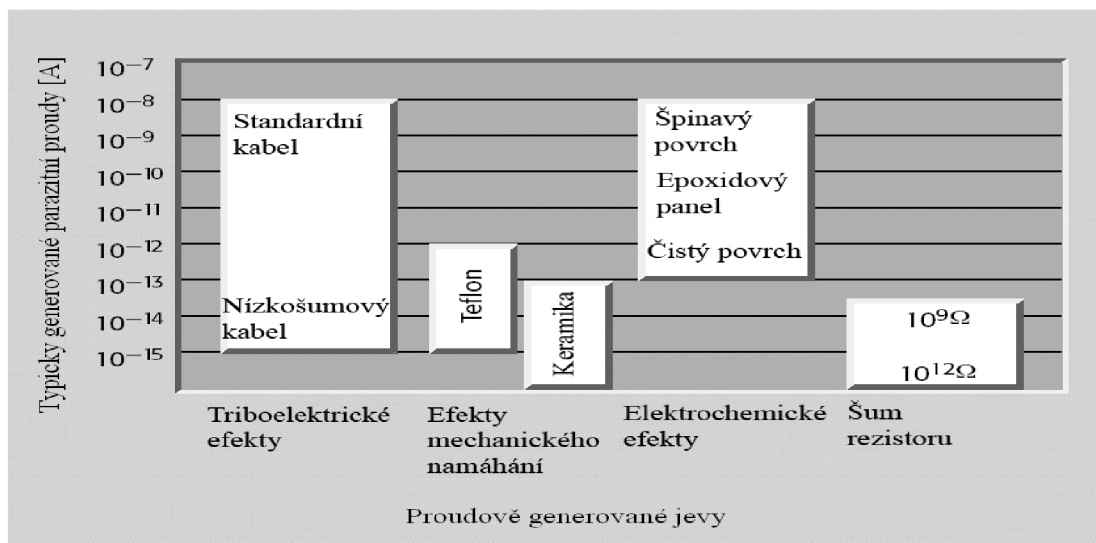 Typicky generované parazitní proudy [A]
10⁻⁷
10⁻⁸
10⁻⁹
10⁻¹⁰
10⁻¹¹
10⁻¹²
10⁻¹³
10⁻¹⁴
10⁻¹⁵
Standardní
kabel
Nízkošumový
kabel
Teflon
Keramika
Špinavý
povrch
Epoxidový
panel
Čistý povrch
10⁹Ω
10¹²Ω
Triboelektrické
efekty
Efekty
mechanického
namáhání
Elektrochemické
efekty
Šum
rezistoru
Proudově generované jevy